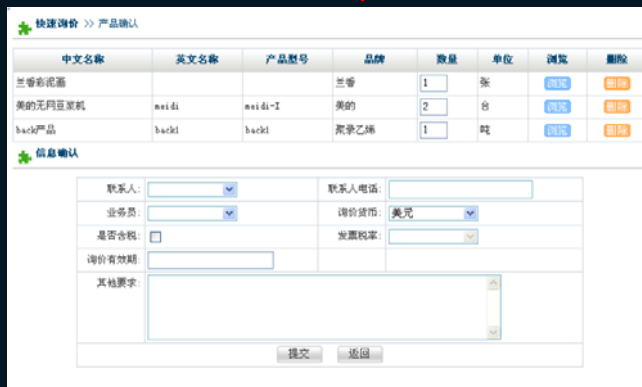 快速询价 >> 产品确认
中文名称 英文名称 产品型号 品牌 数量 单位 浏览 删除
兰香彩泥画 兰香 1 张 浏览 删除
美的无网豆浆机 meidi meidi-I 美的 2 台 浏览 删除
back产品 back1 back1 聚录乙烯 1 吨 浏览 删除
信息确认
联系人: 联系人电话:
业务员: 询价货币: 美元
是否含税: 发票税率:
询价有效期:
其他要求:
提交 返回